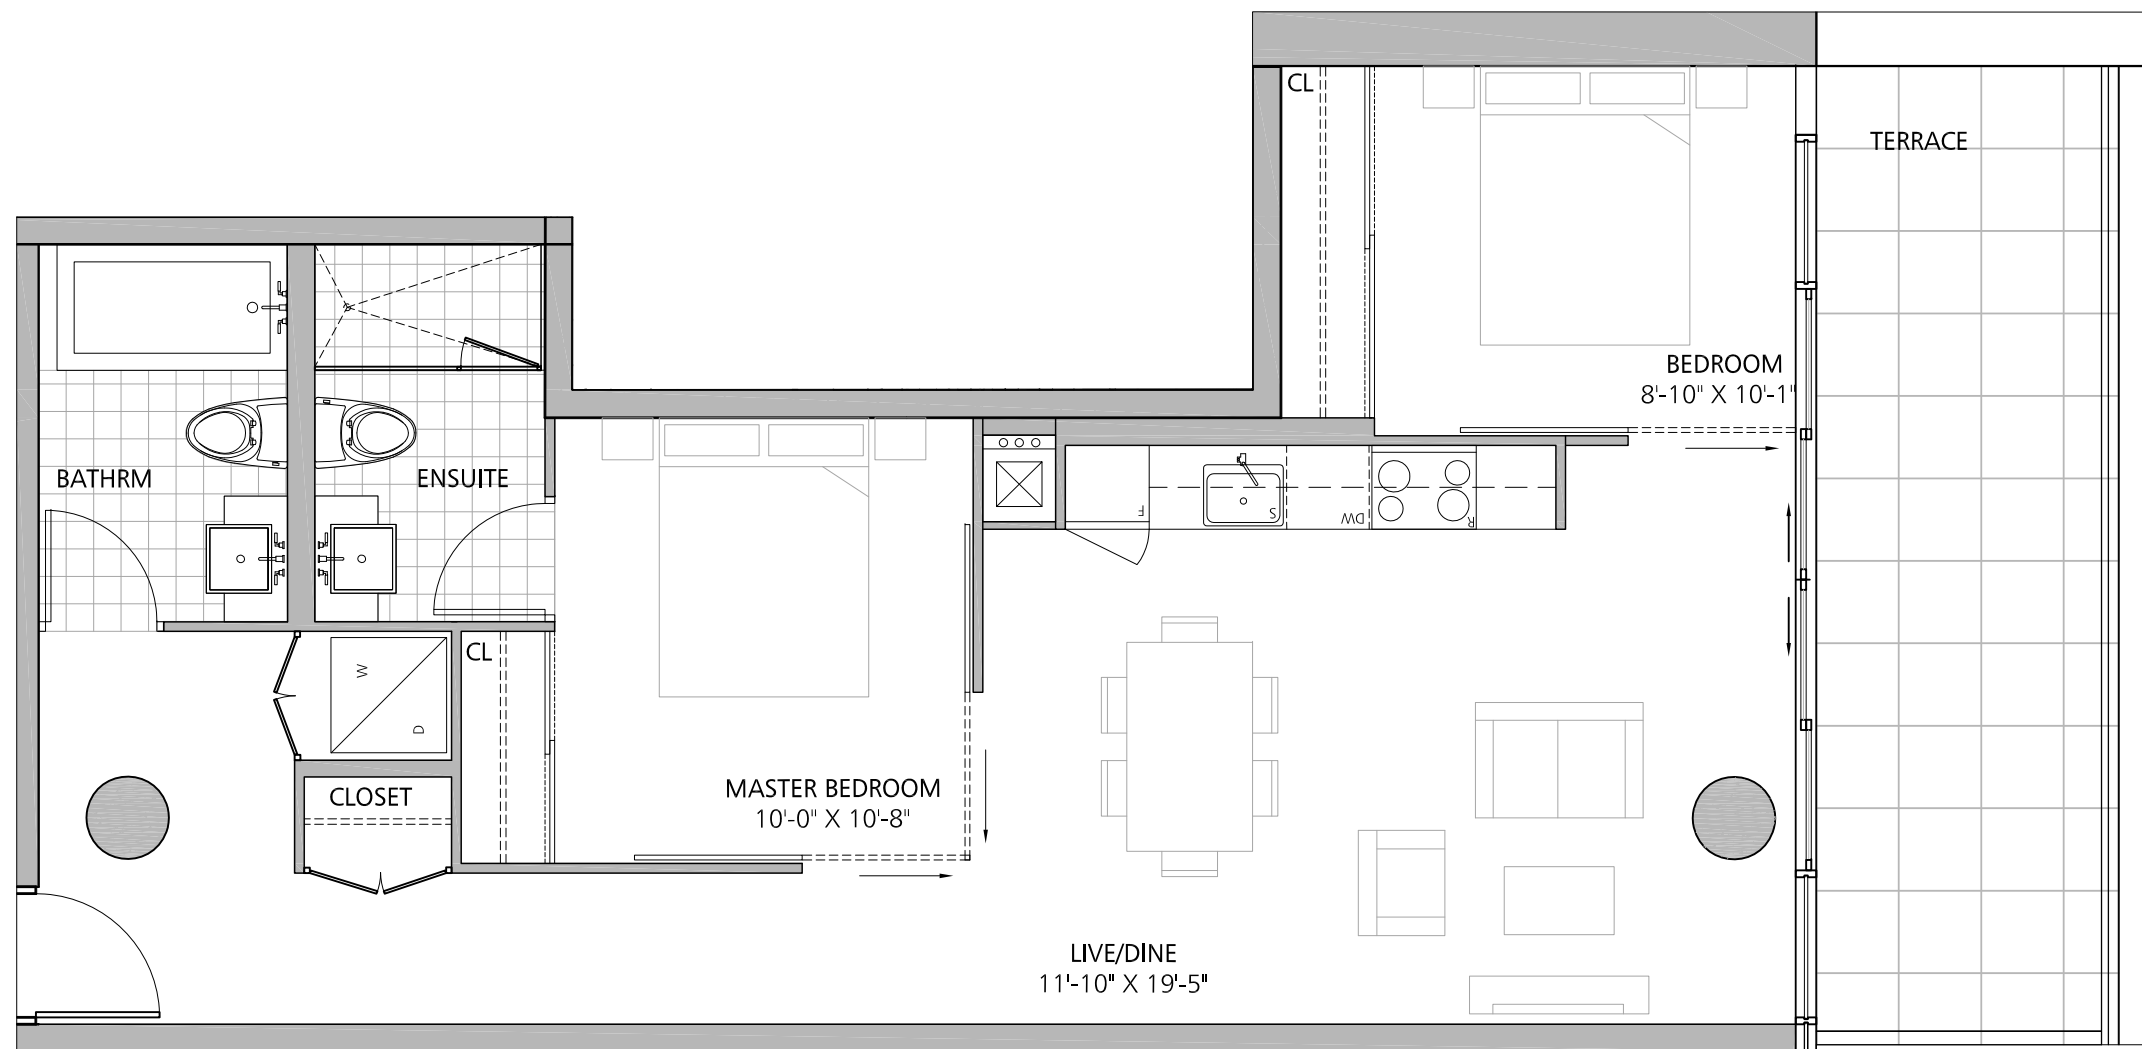 CL
TERRACE
BEDROOM
8'-10" X 10'-1"
BATHRM
ENSUITE
F
S
DW
R
CL
W
D
MASTER BEDROOM
10'-0" X 10'-8"
CLOSET
LIVE/DINE
11'-10" X 19'-5"